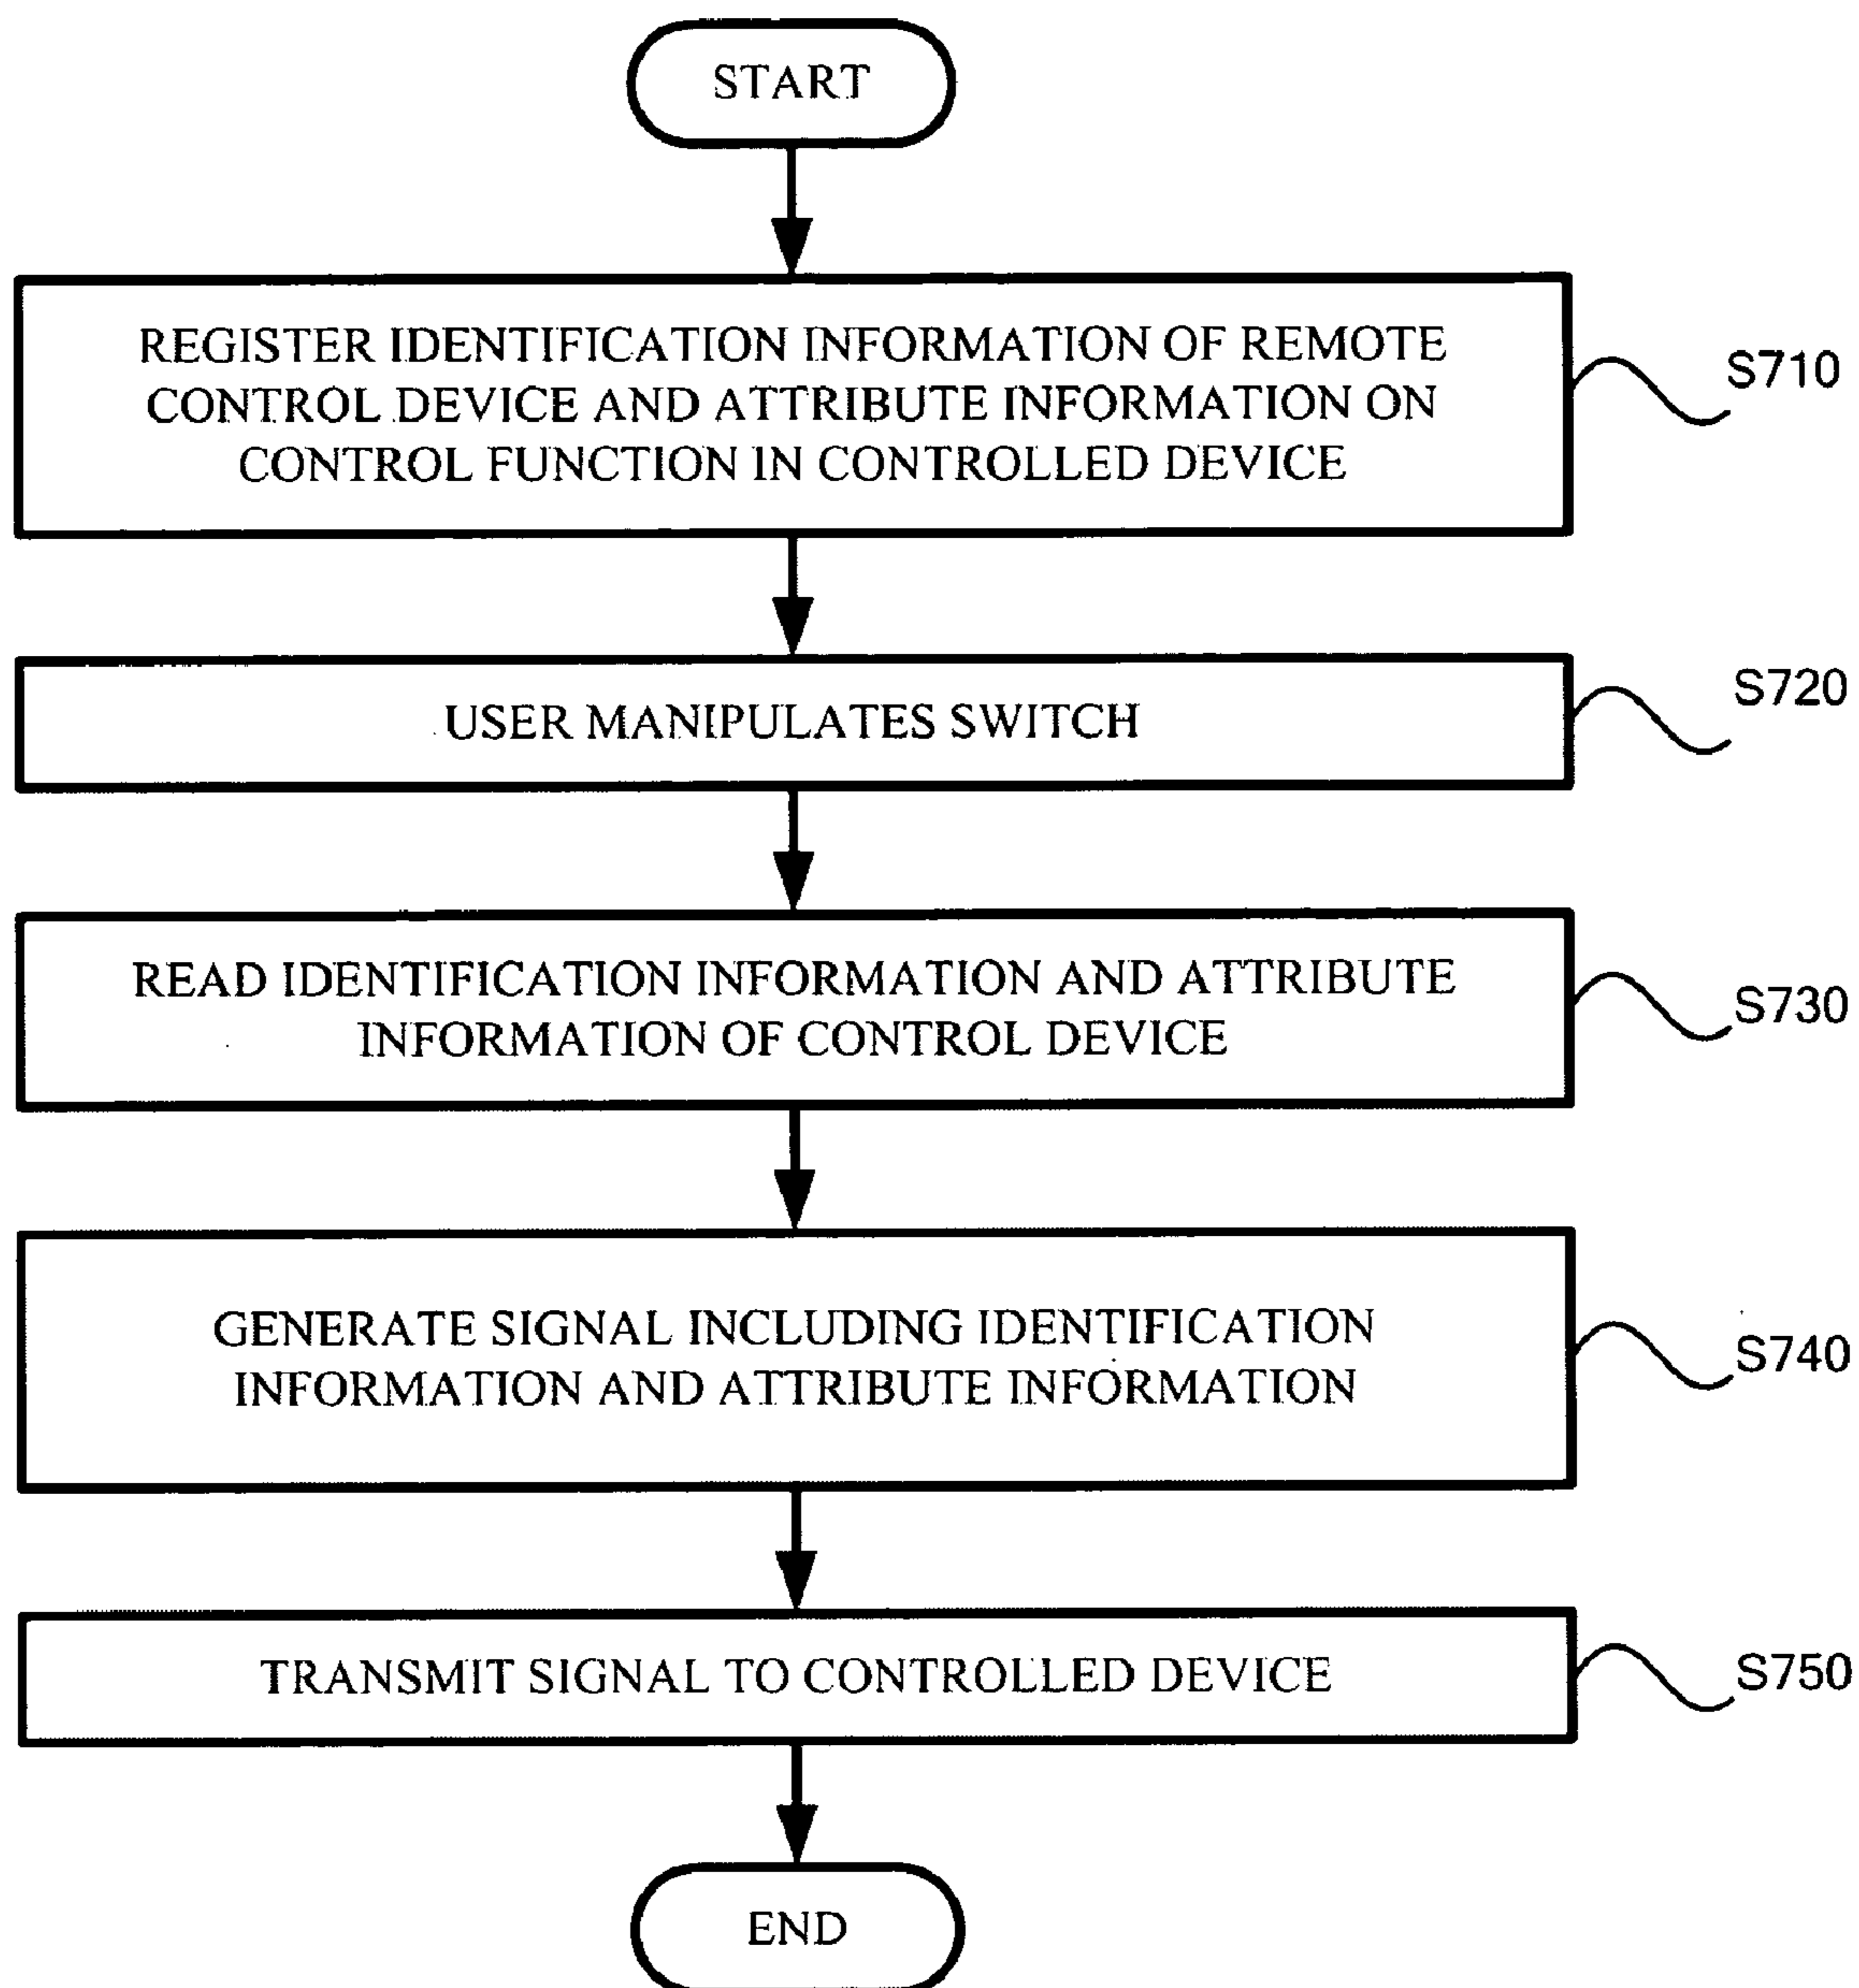 START
REGISTER IDENTIFICATION INFORMATION OF REMOTE
CONTROL DEVICE AND ATTRIBUTE INFORMATION ON
CONTROL FUNCTION IN CONTROLLED DEVICE
S710
USER MANIPULATES SWITCH
S720
READ IDENTIFICATION INFORMATION AND ATTRIBUTE
INFORMATION OF CONTROL DEVICE
S730
GENERATE SIGNAL INCLUDING IDENTIFICATION
INFORMATION AND ATTRIBUTE INFORMATION
S740
TRANSMIT SIGNAL TO CONTROLLED DEVICE
S750
END